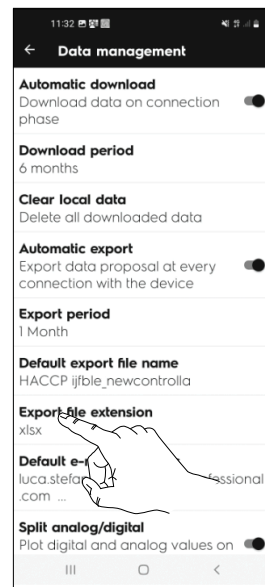 11:32
Data management
Automatic download
Download data on connection
phase
Download period
6 months
Clear local data
Delete all downloaded data
Automatic export
Export data proposal at every
connection with the device
Export period
1 Month
Default export file name
HACCP ijfble_newcontrolla
Export file extension
xlsx
Default
.com ...
Split analog/digital
Plot digital and analog values on